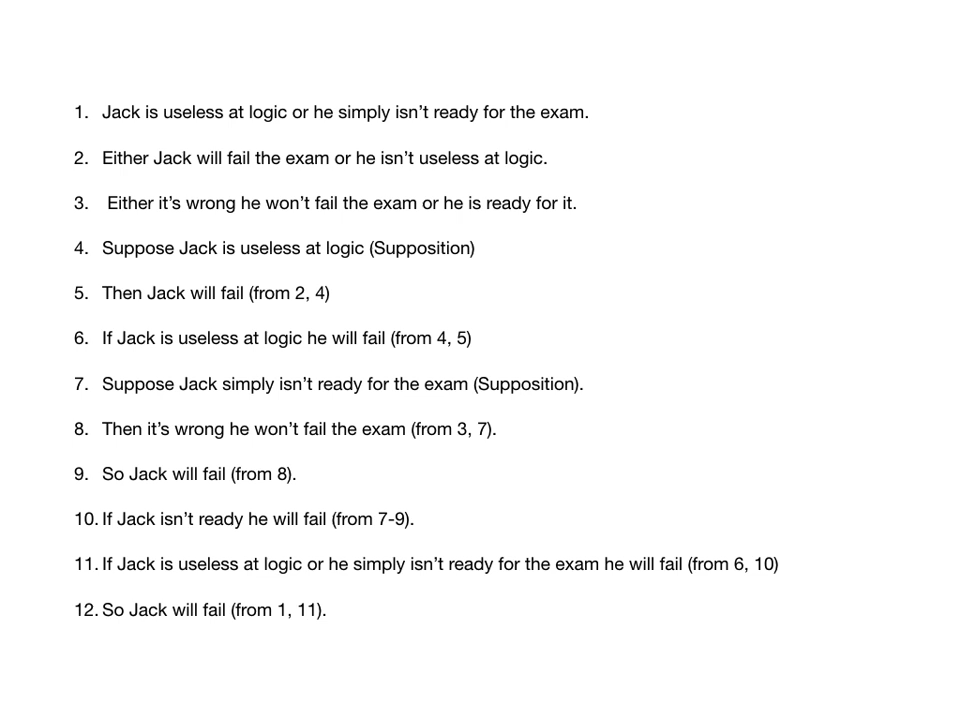 1. Jack is useless at logic or he simply isn’t ready for the exam.
2. Either Jack will fail the exam or he isn’t useless at logic.
3. Either it’s wrong he won’t fail the exam or he is ready for it.
4. Suppose Jack is useless at logic (Supposition)
5. Then Jack will fail (from 2, 4)
6. If Jack is useless at logic he will fail (from 4, 5)
7. Suppose Jack simply isn’t ready for the exam (Supposition).
8. Then it’s wrong he won’t fail the exam (from 3, 7).
9. So Jack will fail (from 8).
10. If Jack isn’t ready he will fail (from 7-9).
11. If Jack is useless at logic or he simply isn’t ready for the exam he will fail (from 6, 10)
12. So Jack will fail (from 1, 11).